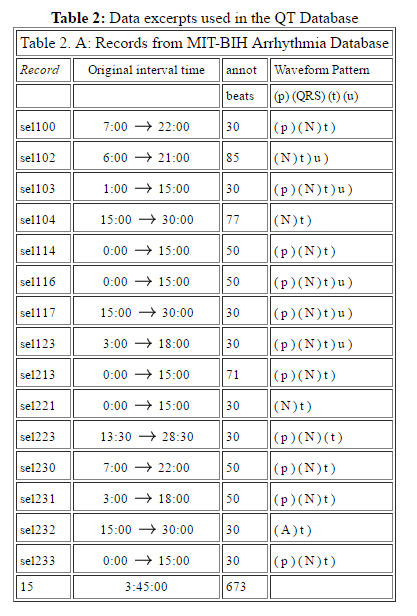 Table 2: Data excerpts used in the QT Database
Table 2. A: Records from MIT-BIH Arrhythmia Database
Record Original interval time annot Waveform Pattern
beats (p)(QRS)(t)(u)
sel100 7:00 → 22:00 30 (p)(N)t)
sel102 6:00 → 21:00 85 (N)t)u)
sel103 1:00 → 15:00 30 (p)(N)t)u)
sel104 15:00 → 30:00 77 (N)t)
sel114 0:00 → 15:00 50 (p)(N)t)
sel116 0:00 → 15:00 50 (p)(N)t)u)
sel117 15:00 → 30:00 30 (p)(N)t)u)
sel123 3:00 → 18:00 30 (p)(N)t)u)
sel213 0:00 → 15:00 71 (p)(N)t)
sel221 0:00 → 15:00 30 (N)t)
sel223 13:30 → 28:30 30 (p)(N)(t)
sel230 7:00 → 22:00 50 (p)(N)t)
sel231 3:00 → 18:00 50 (p)(N)t)
sel232 15:00 → 30:00 30 (A)t)
sel233 0:00 → 15:00 30 (p)(N)t)
15 3:45:00 673